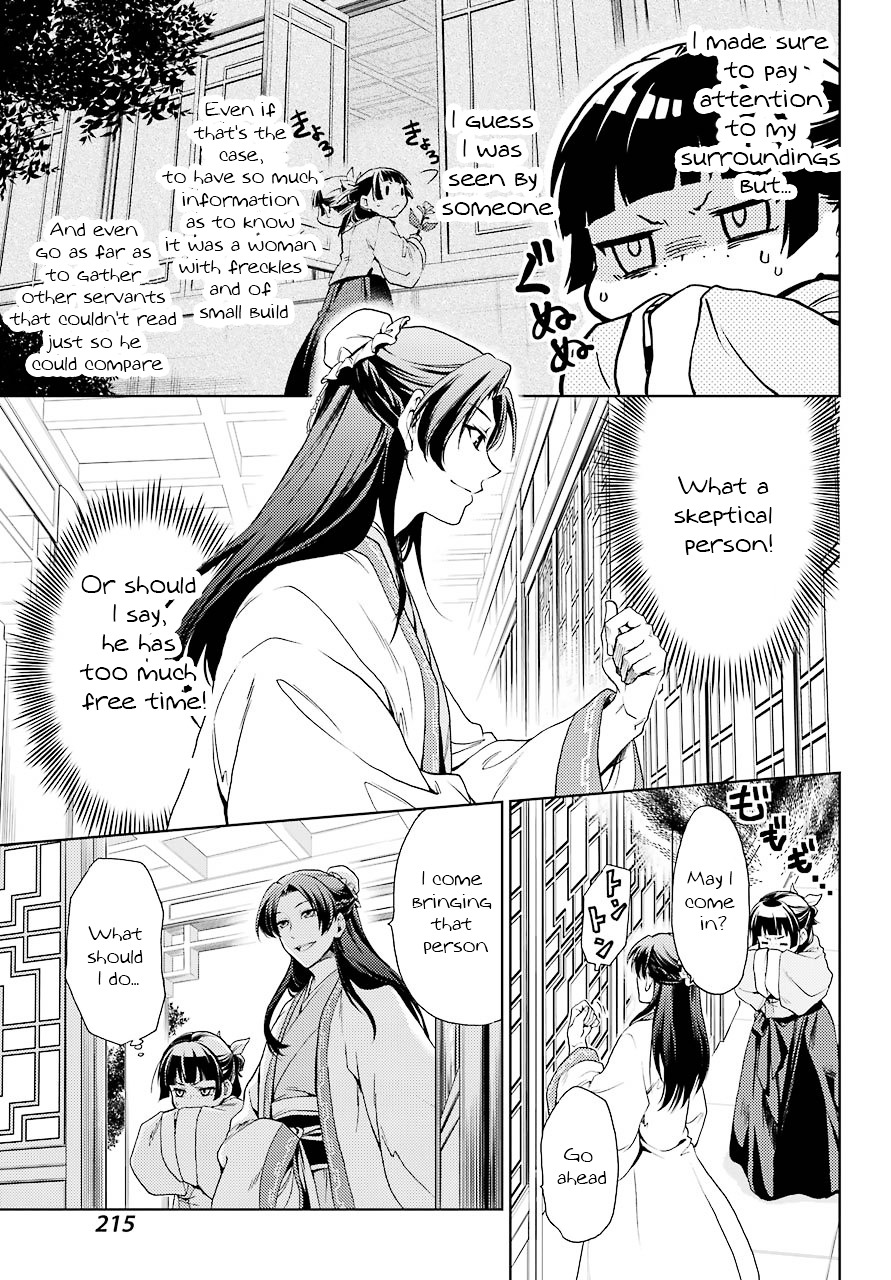 I made sure
to pay
attention
to my
surroundings
But...
ぐぬぬ
I guess
I was
seen by
someone
きょろ
きょろ
Even if
that's the
case,
to have so much
information
as to know
it was a woman
with freckles
and of
small build
And even
go as far as
to gather
other servants
that couldn't read
just so he
could compare
What a
skeptical
person!
Or should
I say,
he has
too much
free time!
もももも...
May I
come
in?
トントン
Go
ahead
I come
bringing
that
person
What
should
I do...
215